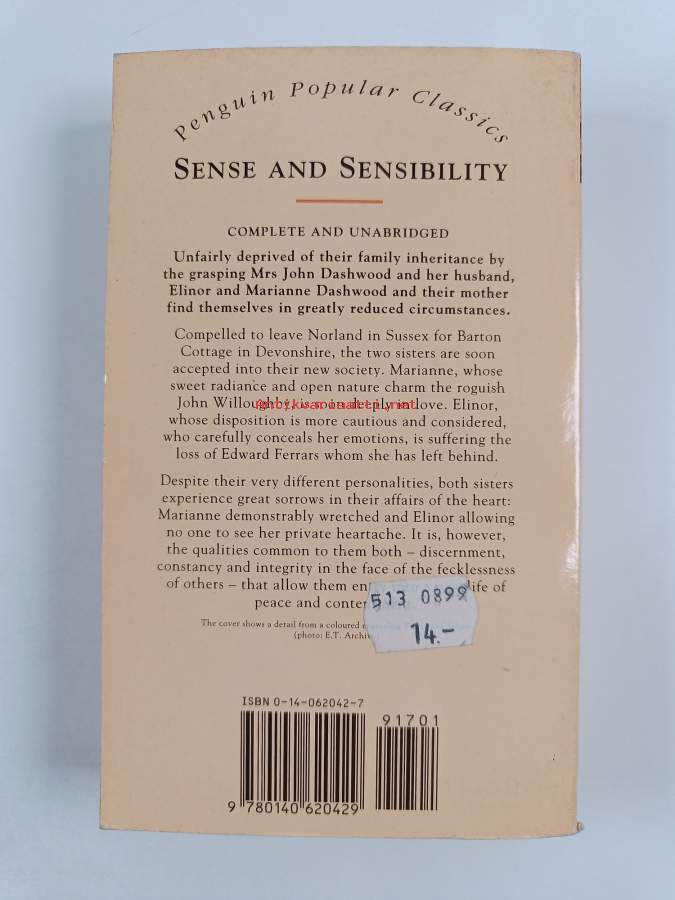 Penguin Popular Classics
SENSE AND SENSIBILITY
COMPLETE AND UNABRIDGED
Unfairly deprived of their family inheritance by
the grasping Mrs John Dashwood and her husband,
Elinor and Marianne Dashwood and their mother
find themselves in greatly reduced circumstances.
Compelled to leave Norland in Sussex for Barton
Cottage in Devonshire, the two sisters are soon
accepted into their new society. Marianne, whose
sweet radiance and open nature charm the roguish
John Willoughby, is soon deeply in love. Elinor,
whose disposition is more cautious and considered,
who carefully conceals her emotions, is suffering the
loss of Edward Ferrars whom she has left behind.
Despite their very different personalities, both sisters
experience great sorrows in their affairs of the heart:
Marianne demonstrably wretched and Elinor allowing
no one to see her private heartache. It is, however,
the qualities common to them both – discernment,
constancy and integrity in the face of the fecklessness
of others – that allow them life of
peace and
513 0899
14.-
The cover shows a detail from a coloured
(photo: E.T.
ISBN 0-14-062042-7
91701
9 780140 620429